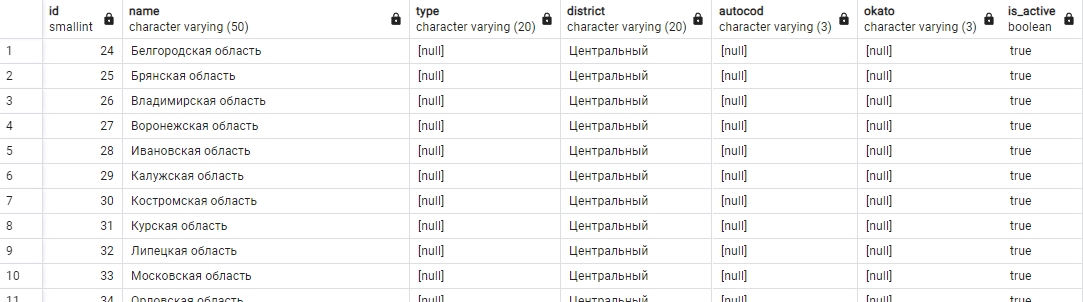 id name type district autocod okato is_active
smallint character varying (50) character varying (20) character varying (20) character varying (3) character varying (3) boolean
1 24 Белгородская область [null] Центральный [null] [null] true
2 25 Брянская область [null] Центральный [null] [null] true
3 26 Владимирская область [null] Центральный [null] [null] true
4 27 Воронежская область [null] Центральный [null] [null] true
5 28 Ивановская область [null] Центральный [null] [null] true
6 29 Калужская область [null] Центральный [null] [null] true
7 30 Костромская область [null] Центральный [null] [null] true
8 31 Курская область [null] Центральный [null] [null] true
9 32 Липецкая область [null] Центральный [null] [null] true
10 33 Московская область [null] Центральный [null] [null] true
11 34 Орловская область [null] Центральный [null] [null] true